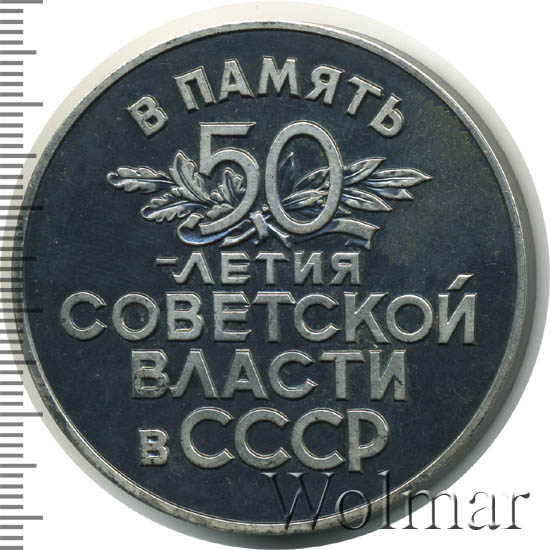 В ПАМЯТЬ
50
-ЛЕТИЯ
СОВЕТСКОЙ
ВЛАСТИ
в СССР
Wolmar